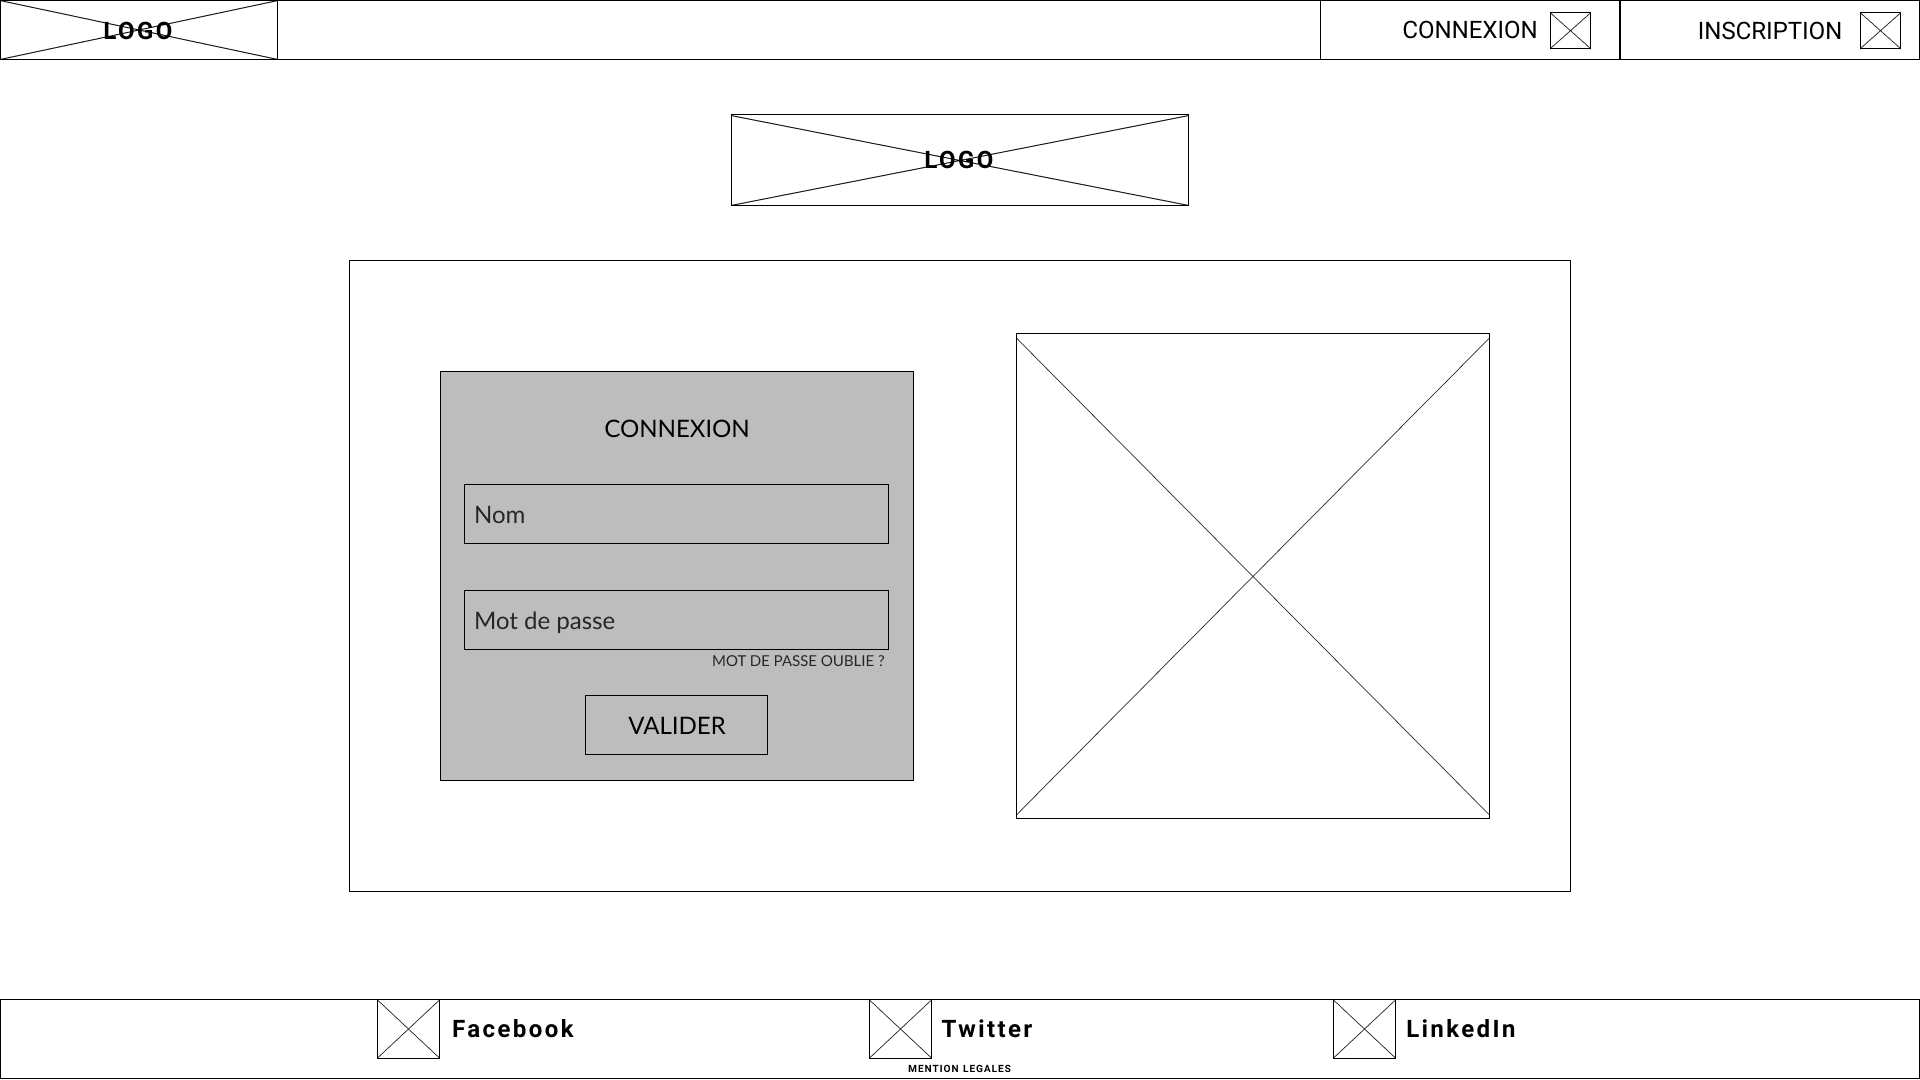 LOGO
CONNEXION
INSCRIPTION
LOGO
CONNEXION
Nom
Mot de passe
MOT DE PASSE OUBLIE ?
VALIDER
Facebook
Twitter
LinkedIn
MENTION LEGALES